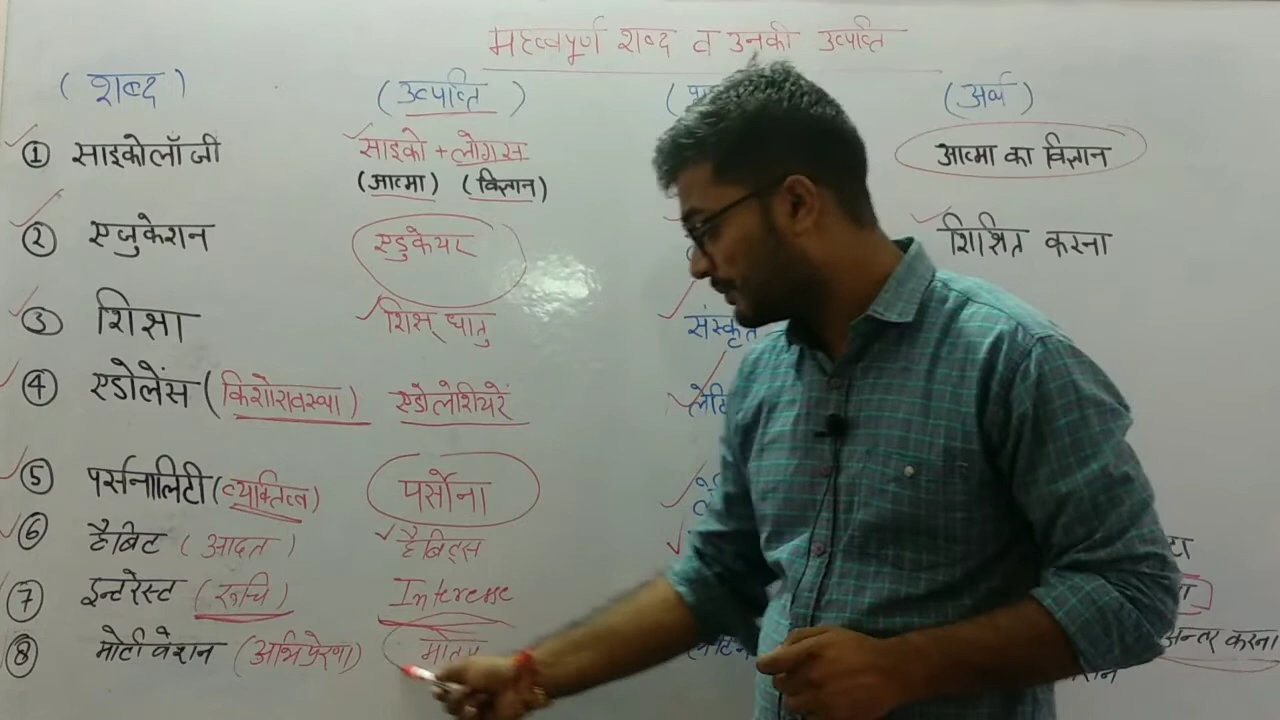 महत्वपूर्ण शब्द व उनकी उत्पत्ति
(शब्द) (उत्पत्ति) (अर्थ)
① साइकोलॉजी साइको + लोगस आत्मा का विज्ञान
(आत्मा) (विज्ञान)
② एजुकेशन एडुकेयर शिक्षित करना
③ शिक्षा शिक्ष् धातु संस्कृत
④ एडोलेंस (किशोरावस्था) एडोलेशियरें
⑤ पर्सनालिटी (व्यक्तित्व) पर्सोना
⑥ हैबिट (आदत) हैबिट्स
⑦ इन्टरेस्ट (रूचि) Interesse
⑧ मोटीवेशन (अभिप्रेरणा) अन्तर करना